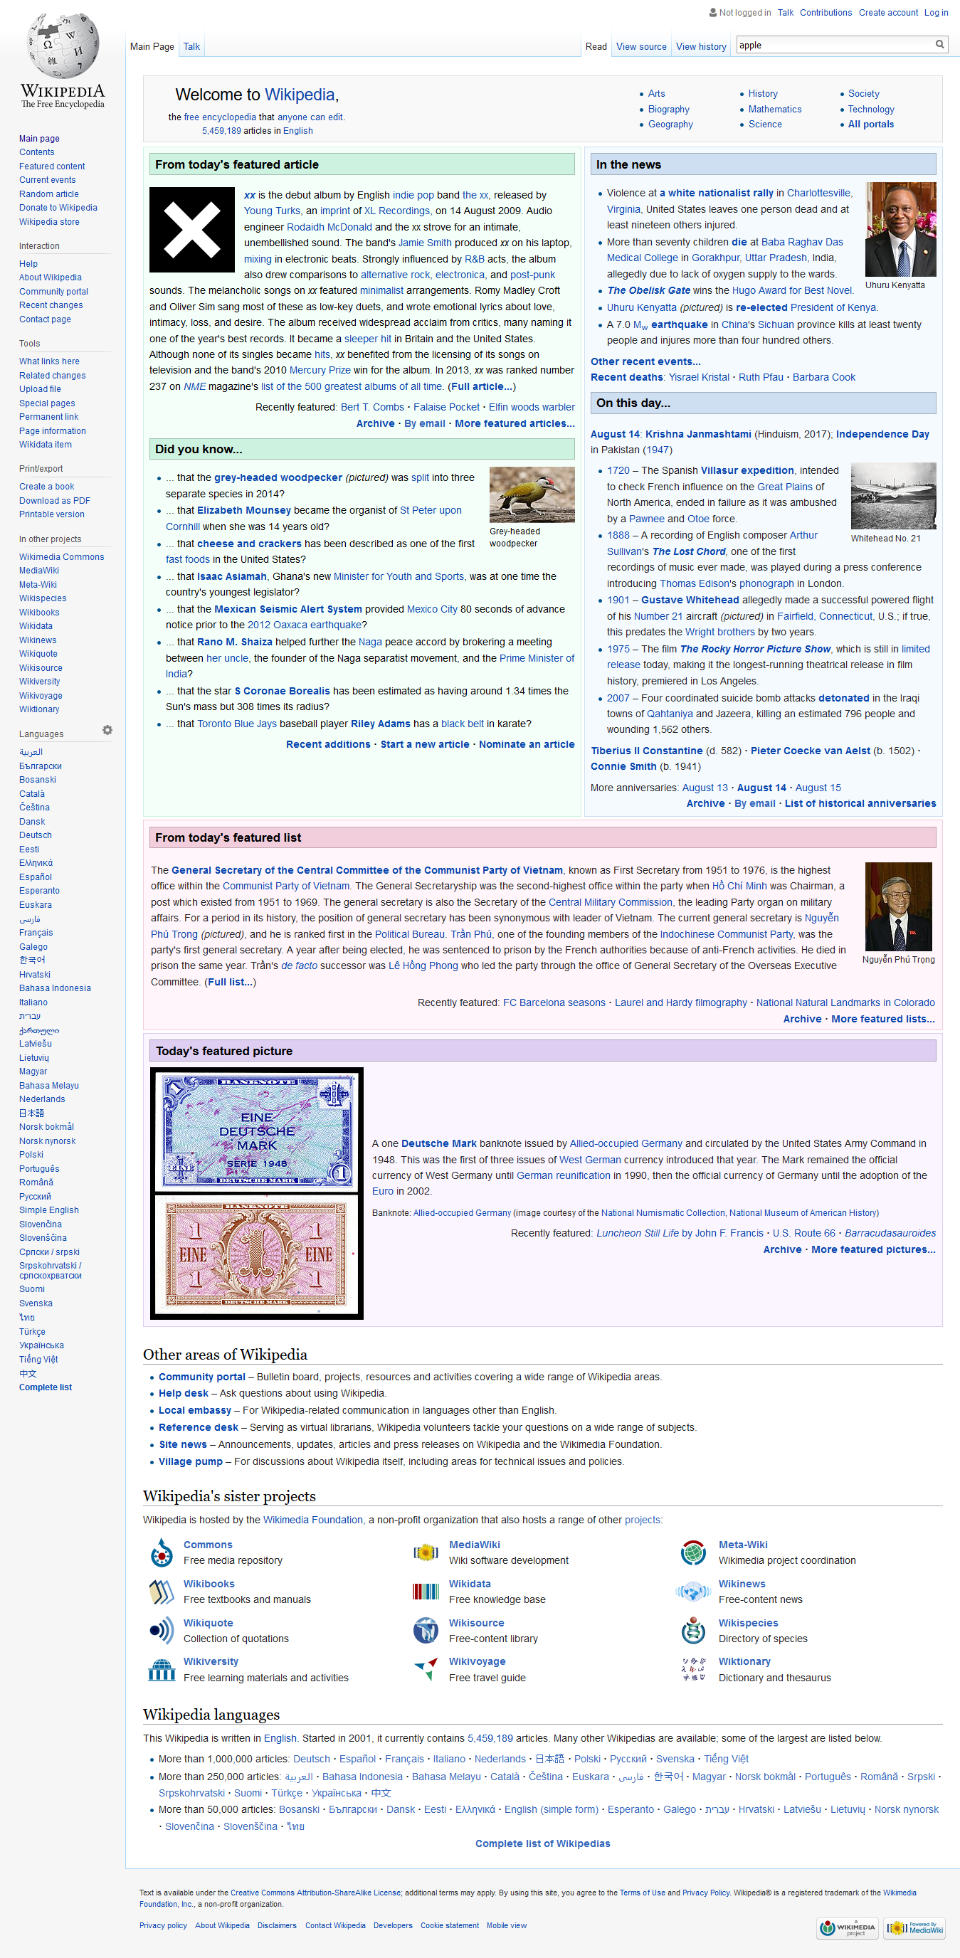 Not logged in Talk Contributions Create account Log in
Main Page Talk Read View source View history apple
WIKIPEDIA
The Free Encyclopedia
Main page
Contents
Featured content
Current events
Random article
Donate to Wikipedia
Wikipedia store
Interaction
Help
About Wikipedia
Community portal
Recent changes
Contact page
Tools
What links here
Related changes
Upload file
Special pages
Permanent link
Page information
Wikidata item
Print/export
Create a book
Download as PDF
Printable version
In other projects
Wikimedia Commons
MediaWiki
Meta-Wiki
Wikispecies
Wikibooks
Wikidata
Wikinews
Wikiquote
Wikisource
Wikiversity
Wikivoyage
Wiktionary
Languages
العربية
Български
Bosanski
Català
Čeština
Dansk
Deutsch
Eesti
Ελληνικά
Español
Esperanto
Euskara
فارسی
Français
Galego
한국어
Hrvatski
Bahasa Indonesia
Italiano
עברית
ქართული
Latviešu
Lietuvių
Magyar
Bahasa Melayu
Nederlands
日本語
Norsk bokmål
Norsk nynorsk
Polski
Português
Română
Русский
Simple English
Slovenčina
Slovenščina
Српски / srpski
Srpskohrvatski /
српскохрватски
Suomi
Svenska
ไทย
Türkçe
Українська
Tiếng Việt
中文
Complete list
Welcome to Wikipedia,
the free encyclopedia that anyone can edit.
5,459,189 articles in English
Arts
Biography
Geography
History
Mathematics
Science
Society
Technology
All portals
From today's featured article
xx is the debut album by English indie pop band the xx, released by
Young Turks, an imprint of XL Recordings, on 14 August 2009. Audio
engineer Rodaidh McDonald and the xx strove for an intimate,
unembellished sound. The band's Jamie Smith produced xx on his laptop,
mixing in electronic beats. Strongly influenced by R&B acts, the album
also drew comparisons to alternative rock, electronica, and post-punk
sounds. The melancholic songs on xx featured minimalist arrangements. Romy Madley Croft
and Oliver Sim sang most of these as low-key duets, and wrote emotional lyrics about love,
intimacy, loss, and desire. The album received widespread acclaim from critics, many naming it
one of the year's best records. It became a sleeper hit in Britain and the United States.
Although none of its singles became hits, xx benefited from the licensing of its songs on
television and the band's 2010 Mercury Prize win for the album. In 2013, xx was ranked number
237 on NME magazine's list of the 500 greatest albums of all time. (Full article...)
Recently featured: Bert T. Combs · Falaise Pocket · Elfin woods warbler
Archive · By email · More featured articles...
Did you know...
... that the grey-headed woodpecker (pictured) was split into three
separate species in 2014?
... that Elizabeth Mounsey became the organist of St Peter upon
Cornhill when she was 14 years old?
... that cheese and crackers has been described as one of the first
fast foods in the United States?
Grey-headed
woodpecker
... that Isaac Asiamah, Ghana's new Minister for Youth and Sports, was at one time the
country's youngest legislator?
... that the Mexican Seismic Alert System provided Mexico City 80 seconds of advance
notice prior to the 2012 Oaxaca earthquake?
... that Rano M. Shaiza helped further the Naga peace accord by brokering a meeting
between her uncle, the founder of the Naga separatist movement, and the Prime Minister of
India?
... that the star S Coronae Borealis has been estimated as having around 1.34 times the
Sun's mass but 308 times its radius?
... that Toronto Blue Jays baseball player Riley Adams has a black belt in karate?
Recent additions · Start a new article · Nominate an article
In the news
Violence at a white nationalist rally in Charlottesville,
Virginia, United States leaves one person dead and at
least nineteen others injured.
More than seventy children die at Baba Raghav Das
Medical College in Gorakhpur, Uttar Pradesh, India,
allegedly due to lack of oxygen supply to the wards.
The Obelisk Gate wins the Hugo Award for Best Novel.
Uhuru Kenyatta
Uhuru Kenyatta (pictured) is re-elected President of Kenya.
A 7.0 Mw earthquake in China's Sichuan province kills at least twenty
people and injures more than four hundred others.
Other recent events...
Recent deaths: Yisrael Kristal · Ruth Pfau · Barbara Cook
On this day...
August 14: Krishna Janmashtami (Hinduism, 2017); Independence Day
in Pakistan (1947)
1720 – The Spanish Villasur expedition, intended
to check French influence on the Great Plains of
North America, ended in failure as it was ambushed
by a Pawnee and Otoe force.
Whitehead No. 21
1888 – A recording of English composer Arthur
Sullivan's The Lost Chord, one of the first
recordings of music ever made, was played during a press conference
introducing Thomas Edison's phonograph in London.
1901 – Gustave Whitehead allegedly made a successful powered flight
of his Number 21 aircraft (pictured) in Fairfield, Connecticut, U.S.; if true,
this predates the Wright brothers by two years.
1975 – The film The Rocky Horror Picture Show, which is still in limited
release today, making it the longest-running theatrical release in film
history, premiered in Los Angeles.
2007 – Four coordinated suicide bomb attacks detonated in the Iraqi
towns of Qahtaniya and Jazeera, killing an estimated 796 people and
wounding 1,562 others.
Tiberius II Constantine (d. 582) · Pieter Coecke van Aelst (b. 1502) ·
Connie Smith (b. 1941)
More anniversaries: August 13 · August 14 · August 15
Archive · By email · List of historical anniversaries
From today's featured list
The General Secretary of the Central Committee of the Communist Party of Vietnam, known as First Secretary from 1951 to 1976, is the highest
office within the Communist Party of Vietnam. The General Secretaryship was the second-highest office within the party when Hồ Chí Minh was Chairman, a
post which existed from 1951 to 1969. The general secretary is also the Secretary of the Central Military Commission, the leading Party organ on military
affairs. For a period in its history, the position of general secretary has been synonymous with leader of Vietnam. The current general secretary is Nguyễn
Phú Trọng (pictured), and he is ranked first in the Political Bureau. Trần Phú, one of the founding members of the Indochinese Communist Party, was the
party's first general secretary. A year after being elected, he was sentenced to prison by the French authorities because of anti-French activities. He died in
prison the same year. Trần's de facto successor was Lê Hồng Phong who led the party through the office of General Secretary of the Overseas Executive
Committee. (Full list...)
Nguyễn Phú Trọng
Recently featured: FC Barcelona seasons · Laurel and Hardy filmography · National Natural Landmarks in Colorado
Archive · More featured lists...
Today's featured picture
BANKNOTE
EINE
DEUTSCHE
MARK
SERIE 1948
EINE
1
DEUTSCHE MARK
BANKNOTE
1 1
EINE EINE
1 1
DEUTSCHE MARK
A one Deutsche Mark banknote issued by Allied-occupied Germany and circulated by the United States Army Command in
1948. This was the first of three issues of West German currency introduced that year. The Mark remained the official
currency of West Germany until German reunification in 1990, then the official currency of Germany until the adoption of the
Euro in 2002.
Banknote: Allied-occupied Germany (image courtesy of the National Numismatic Collection, National Museum of American History)
Recently featured: Luncheon Still Life by John F. Francis · U.S. Route 66 · Barracudasauroides
Archive · More featured pictures...
Other areas of Wikipedia
Community portal – Bulletin board, projects, resources and activities covering a wide range of Wikipedia areas.
Help desk – Ask questions about using Wikipedia.
Local embassy – For Wikipedia-related communication in languages other than English.
Reference desk – Serving as virtual librarians, Wikipedia volunteers tackle your questions on a wide range of subjects.
Site news – Announcements, updates, articles and press releases on Wikipedia and the Wikimedia Foundation.
Village pump – For discussions about Wikipedia itself, including areas for technical issues and policies.
Wikipedia's sister projects
Wikipedia is hosted by the Wikimedia Foundation, a non-profit organization that also hosts a range of other projects:
Commons
Free media repository
MediaWiki
Wiki software development
Meta-Wiki
Wikimedia project coordination
Wikibooks
Free textbooks and manuals
Wikidata
Free knowledge base
Wikinews
Free-content news
Wikiquote
Collection of quotations
Wikisource
Free-content library
Wikispecies
Directory of species
Wikiversity
Free learning materials and activities
Wikivoyage
Free travel guide
Wiktionary
Dictionary and thesaurus
Wikipedia languages
This Wikipedia is written in English. Started in 2001, it currently contains 5,459,189 articles. Many other Wikipedias are available; some of the largest are listed below.
More than 1,000,000 articles: Deutsch · Español · Français · Italiano · Nederlands · 日本語 · Polski · Русский · Svenska · Tiếng Việt
More than 250,000 articles: العربية · Bahasa Indonesia · Bahasa Melayu · Català · Čeština · Euskara · فارسی · 한국어 · Magyar · Norsk bokmål · Português · Română · Srpski ·
Srpskohrvatski · Suomi · Türkçe · Українська · 中文
More than 50,000 articles: Bosanski · Български · Dansk · Eesti · Ελληνικά · English (simple form) · Esperanto · Galego · עברית · Hrvatski · Latviešu · Lietuvių · Norsk nynorsk
· Slovenčina · Slovenščina · ไทย
Complete list of Wikipedias
Text is available under the Creative Commons Attribution-ShareAlike License; additional terms may apply. By using this site, you agree to the Terms of Use and Privacy Policy. Wikipedia® is a registered trademark of the Wikimedia
Foundation, Inc., a non-profit organization.
Privacy policy About Wikipedia Disclaimers Contact Wikipedia Developers Cookie statement Mobile view
A WIKIMEDIA project
Powered By MediaWiki